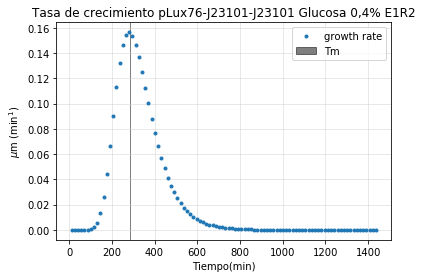 Tasa de crecimiento pLux76-J23101-J23101 Glucosa 0,4% E1R2
growth rate
Tm
μm (min¹)
0.16
0.14
0.12
0.10
0.08
0.06
0.04
0.02
0.00
0 200 400 600 800 1000 1200 1400
Tiempo(min)